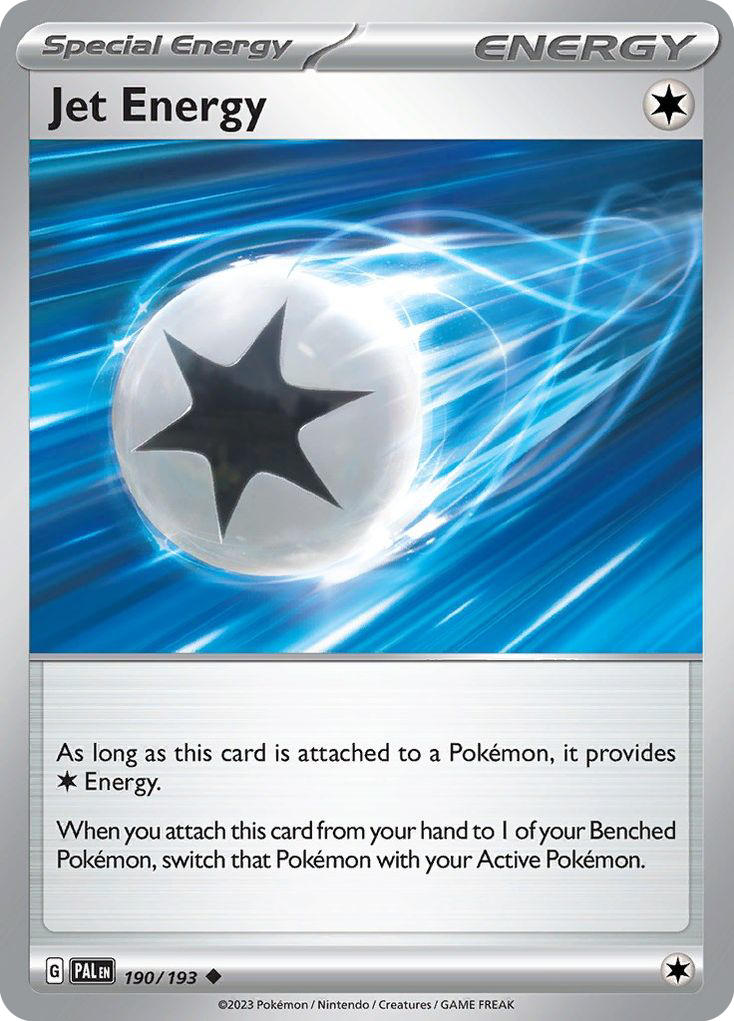 Special Energy
ENERGY
Jet Energy
As long as this card is attached to a Pokémon, it provides
Energy.
When you attach this card from your hand to 1 of your Benched
Pokémon, switch that Pokémon with your Active Pokémon.
G PAL EN 190/193
©2023 Pokémon / Nintendo / Creatures / GAME FREAK